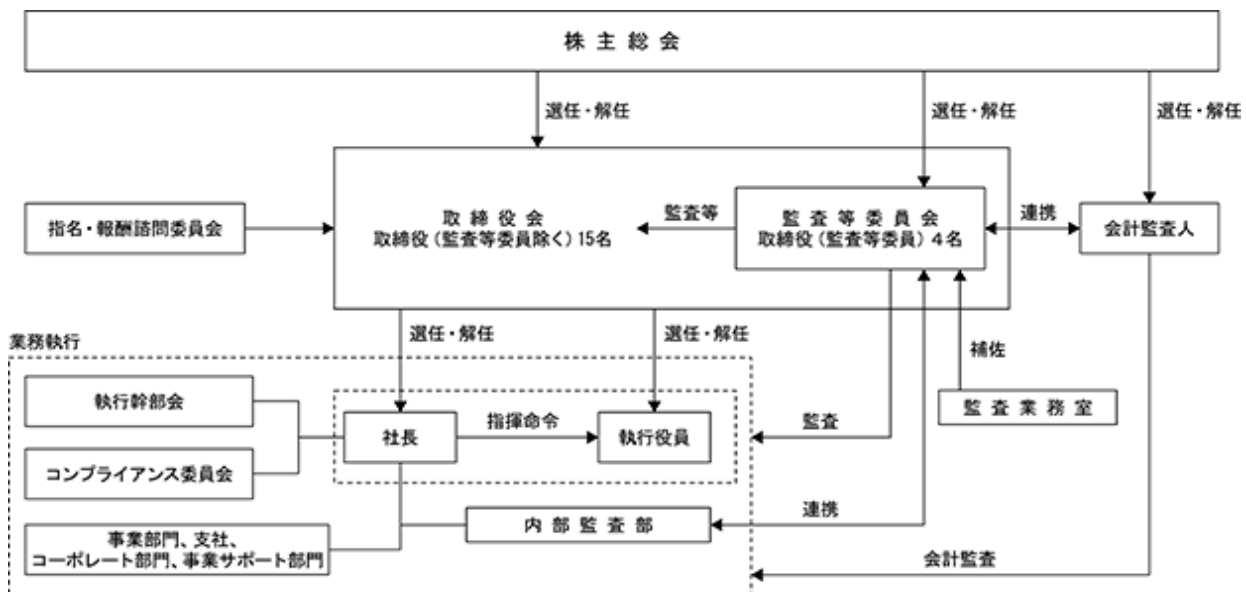 株主総会
選任・解任
選任・解任
選任・解任
指名・報酬諮問委員会
取締役会
取締役(監査等委員除く)15名
監査等
監査等委員会
取締役(監査等委員)4名
連携
会計監査人
選任・解任
選任・解任
補佐
業務執行
執行幹部会
社長
指揮命令
執行役員
監査
監査業務室
コンプライアンス委員会
内部監査部
連携
事業部門、支社、
コーポレート部門、事業サポート部門
会計監査